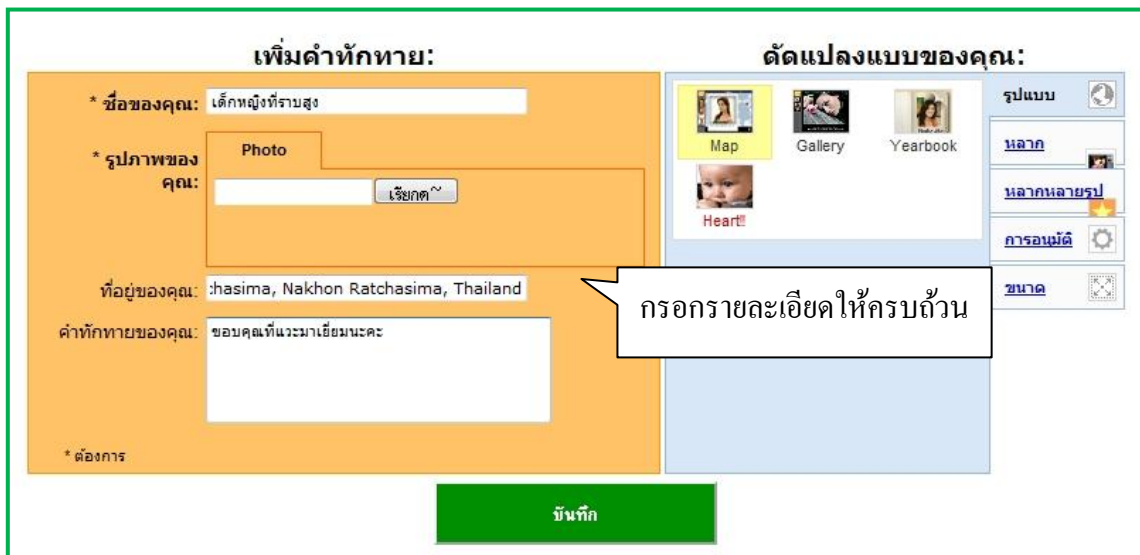 เพิ่มคำทักทาย:
* ชื่อของคุณ: เด็กหญิงที่ราบสูง
* รูปภาพของ
คุณ:
Photo
เรียกด~
ที่อยู่ของคุณ: :hasima, Nakhon Ratchasima, Thailand
คำทักทายของคุณ: ขอบคุณที่แวะมาเยี่ยมนะคะ
* ต้องการ
ดัดแปลงแบบของคุณ:
Map Gallery Yearbook
Heart!!
รูปแบบ
หลาก
หลากหลายรูป
การอนุมัติ
ขนาด
กรอกรายละเอียดให้ครบถ้วน
บันทึก